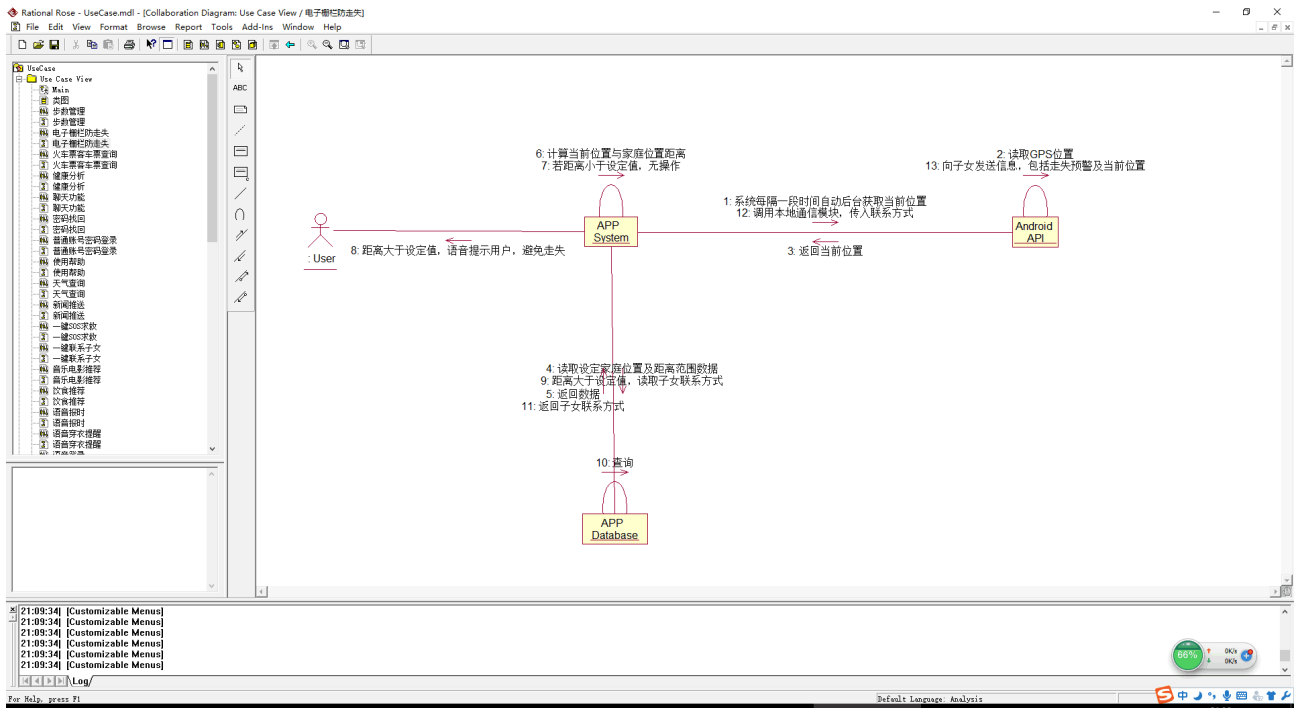 Rational Rose - UseCase.mdl - [Collaboration Diagram: Use Case View / 电子栅栏防走失]
File Edit View Format Browse Report Tools Add-Ins Window Help
UseCase
Use Case View
Main
类图
步数管理
步数管理
电子栅栏防走失
电子栅栏防走失
火车票客车票查询
火车票客车票查询
健康分析
健康分析
聊天功能
聊天功能
密码找回
密码找回
普通账号密码登录
普通账号密码登录
使用帮助
使用帮助
天气查询
天气查询
新闻推送
新闻推送
一键SOS求救
一键SOS求救
一键联系子女
一键联系子女
音乐电影推荐
音乐电影推荐
饮食推荐
饮食推荐
语音报时
语音报时
语音穿衣提醒
语音穿衣提醒
ABC
6: 计算当前位置与家庭位置距离
7: 若距离小于设定值，无操作
2: 读取GPS位置
13: 向子女发送信息，包括走失预警及当前位置
1: 系统每隔一段时间自动后台获取当前位置
12: 调用本地通信模块，传入联系方式
APP
System
Android
API
: User
8: 距离大于设定值，语音提示用户，避免走失
3: 返回当前位置
4: 读取设定家庭位置及距离范围数据
9: 距离大于设定值，读取子女联系方式
5: 返回数据
11: 返回子女联系方式
10: 查询
APP
Database
21:09:34| [Customizable Menus]
21:09:34| [Customizable Menus]
21:09:34| [Customizable Menus]
21:09:34| [Customizable Menus]
21:09:34| [Customizable Menus]
21:09:34| [Customizable Menus]
66%
0K/s
0K/s
Log
For Help, press F1
Default Language: Analysis
中